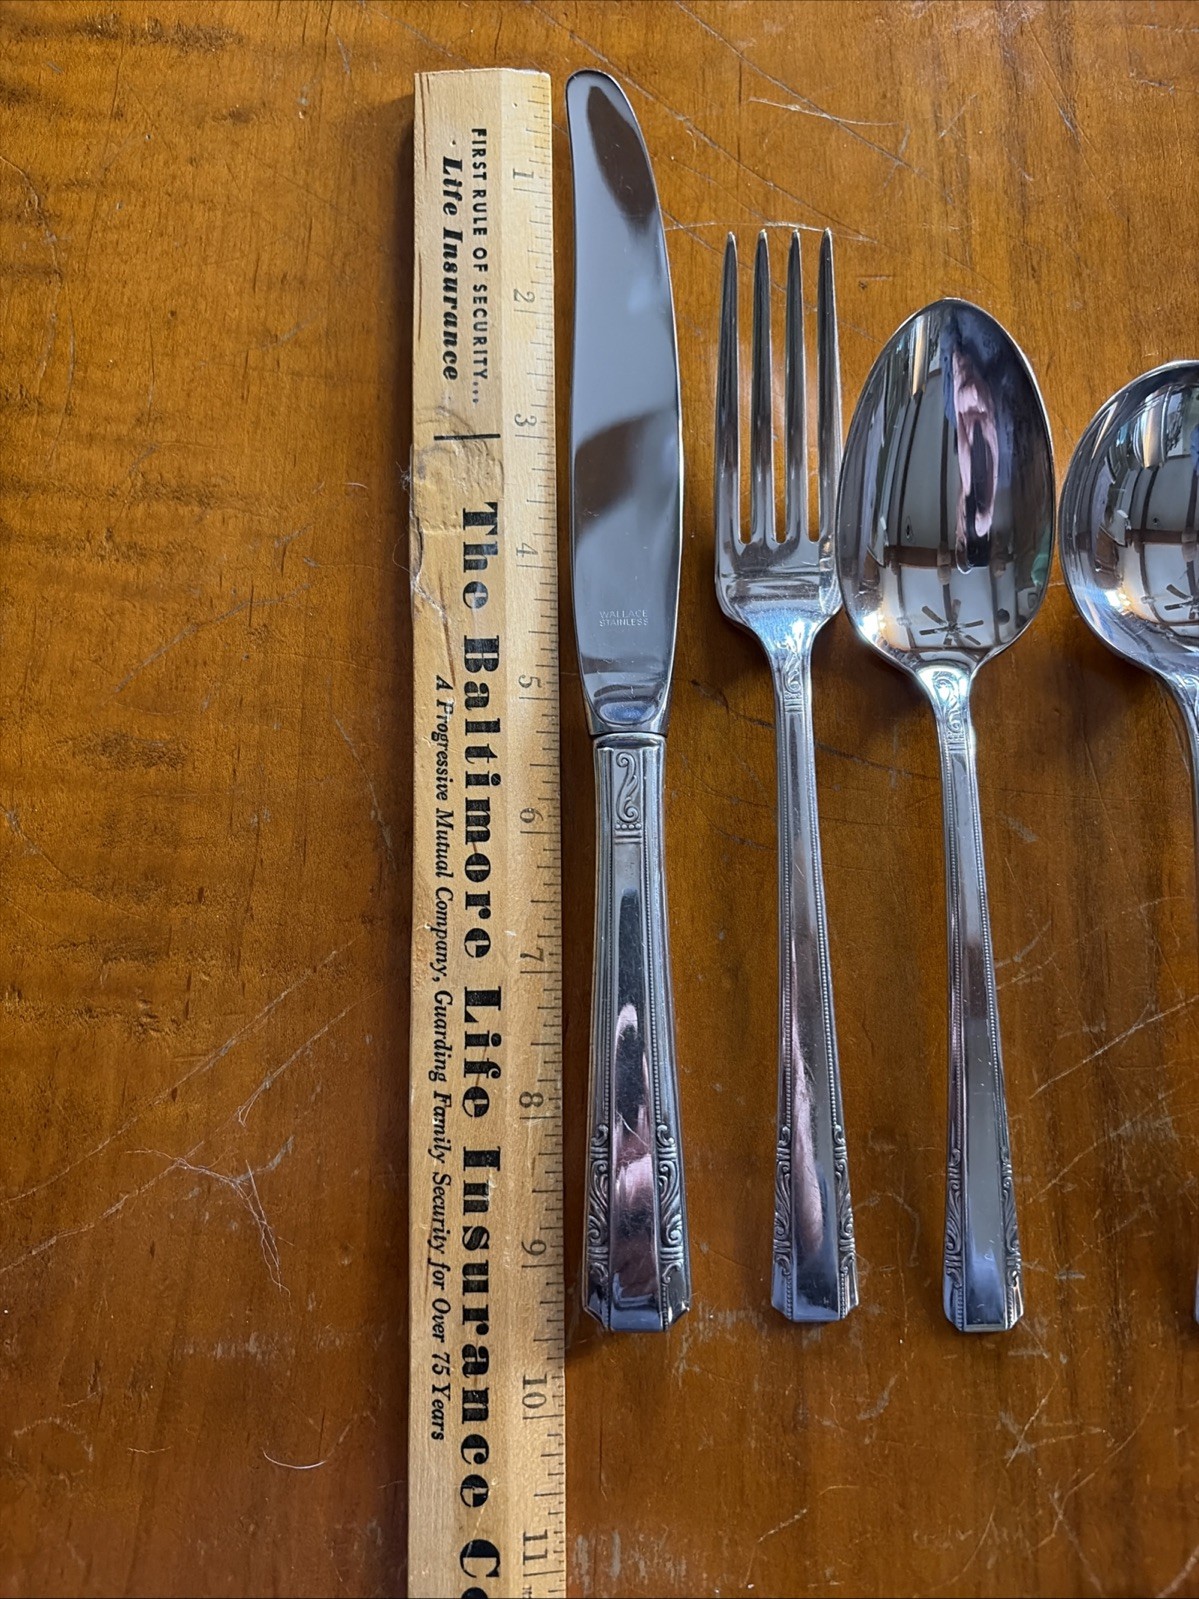 FIRST RULE OF SECURITY...
Life Insurance
The Baltimore Life Insurance C
A Progressive Mutual Company, Guarding Family Security for Over 75 Years
1
2
3
4
5
6
7
8
9
10
11
WALLACE
STAINLESS